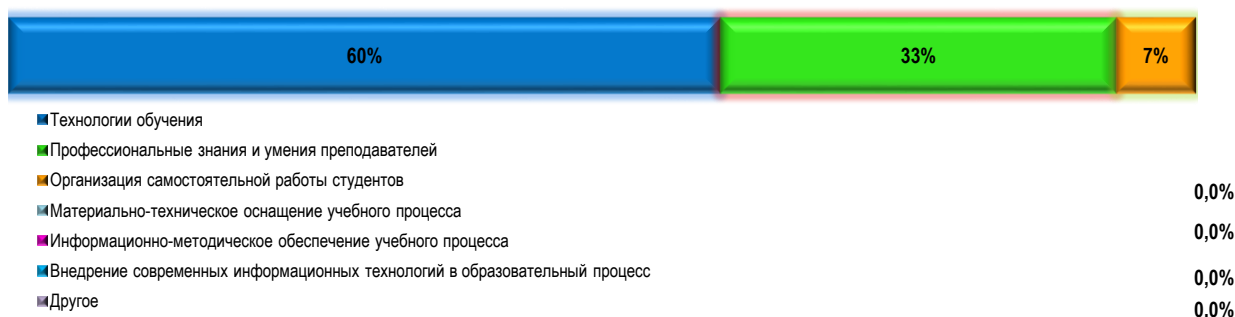 60% 33% 7%
Технологии обучения
Профессиональные знания и умения преподавателей
Организация самостоятельной работы студентов
0,0%
Материально-техническое оснащение учебного процесса
0,0%
Информационно-методическое обеспечение учебного процесса
Внедрение современных информационных технологий в образовательный процесс
0,0%
Другое
0,0%